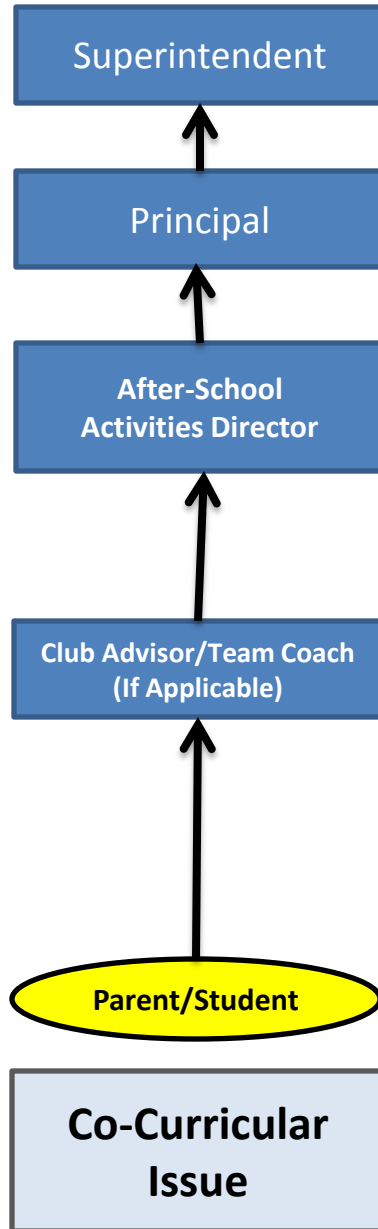 Superintendent
Principal
After-School
Activities Director
Club Advisor/Team Coach
(If Applicable)
Parent/Student
Co-Curricular
Issue